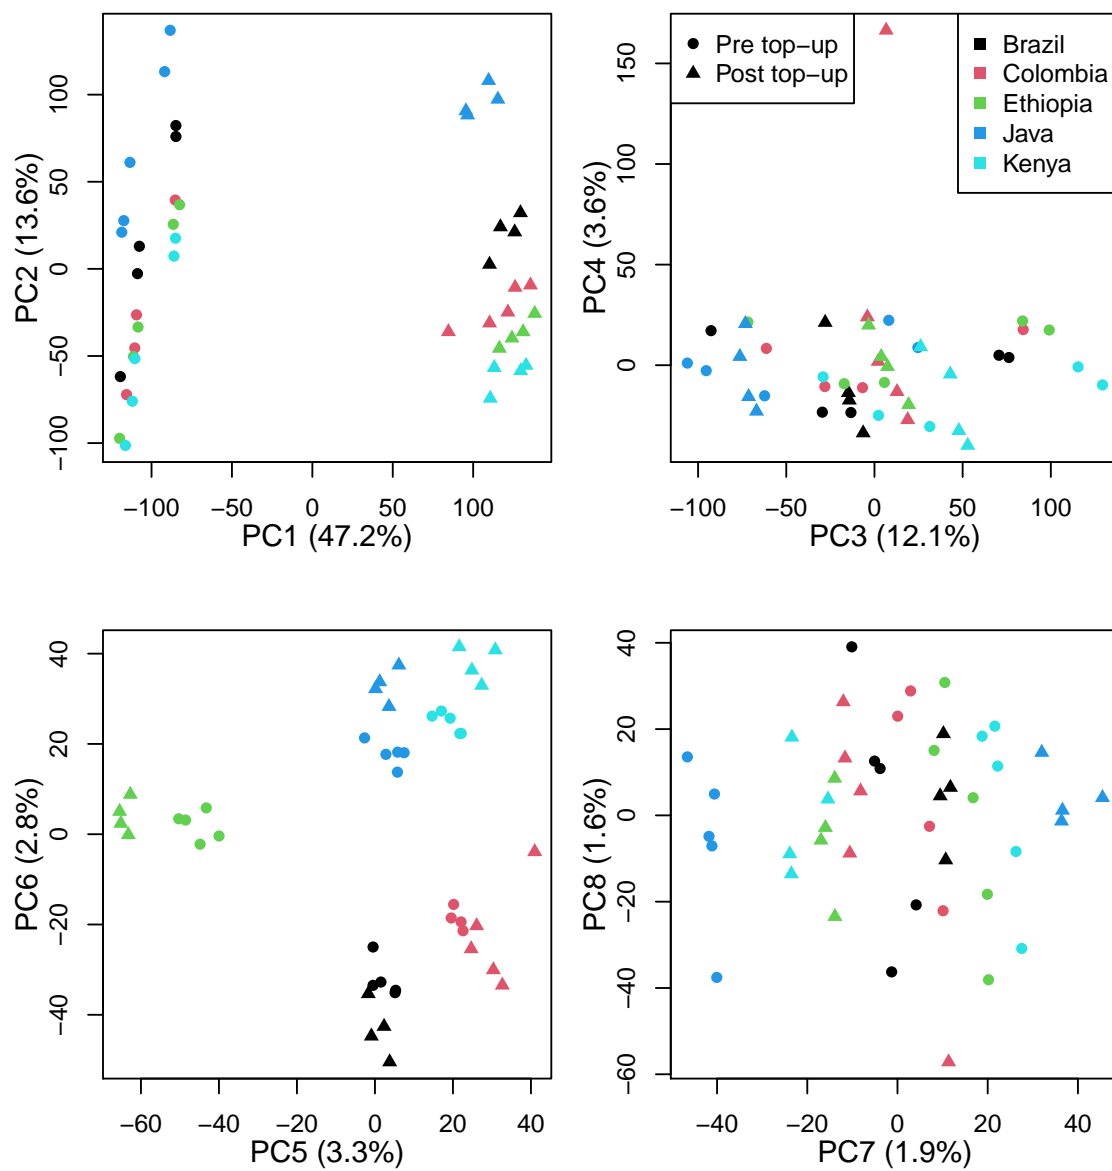 100
50
0
−50
−100
PC2 (13.6%)
−100 −50 0 50 100
PC1 (47.2%)
Pre top−up
Post top−up
Brazil
Colombia
Ethiopia
Java
Kenya
150
100
50
0
PC4 (3.6%)
−100 −50 0 50 100
PC3 (12.1%)
40
20
0
−20
−40
PC6 (2.8%)
−60 −40 −20 0 20 40
PC5 (3.3%)
40
20
0
−20
−40
−60
PC8 (1.6%)
−40 −20 0 20 40
PC7 (1.9%)